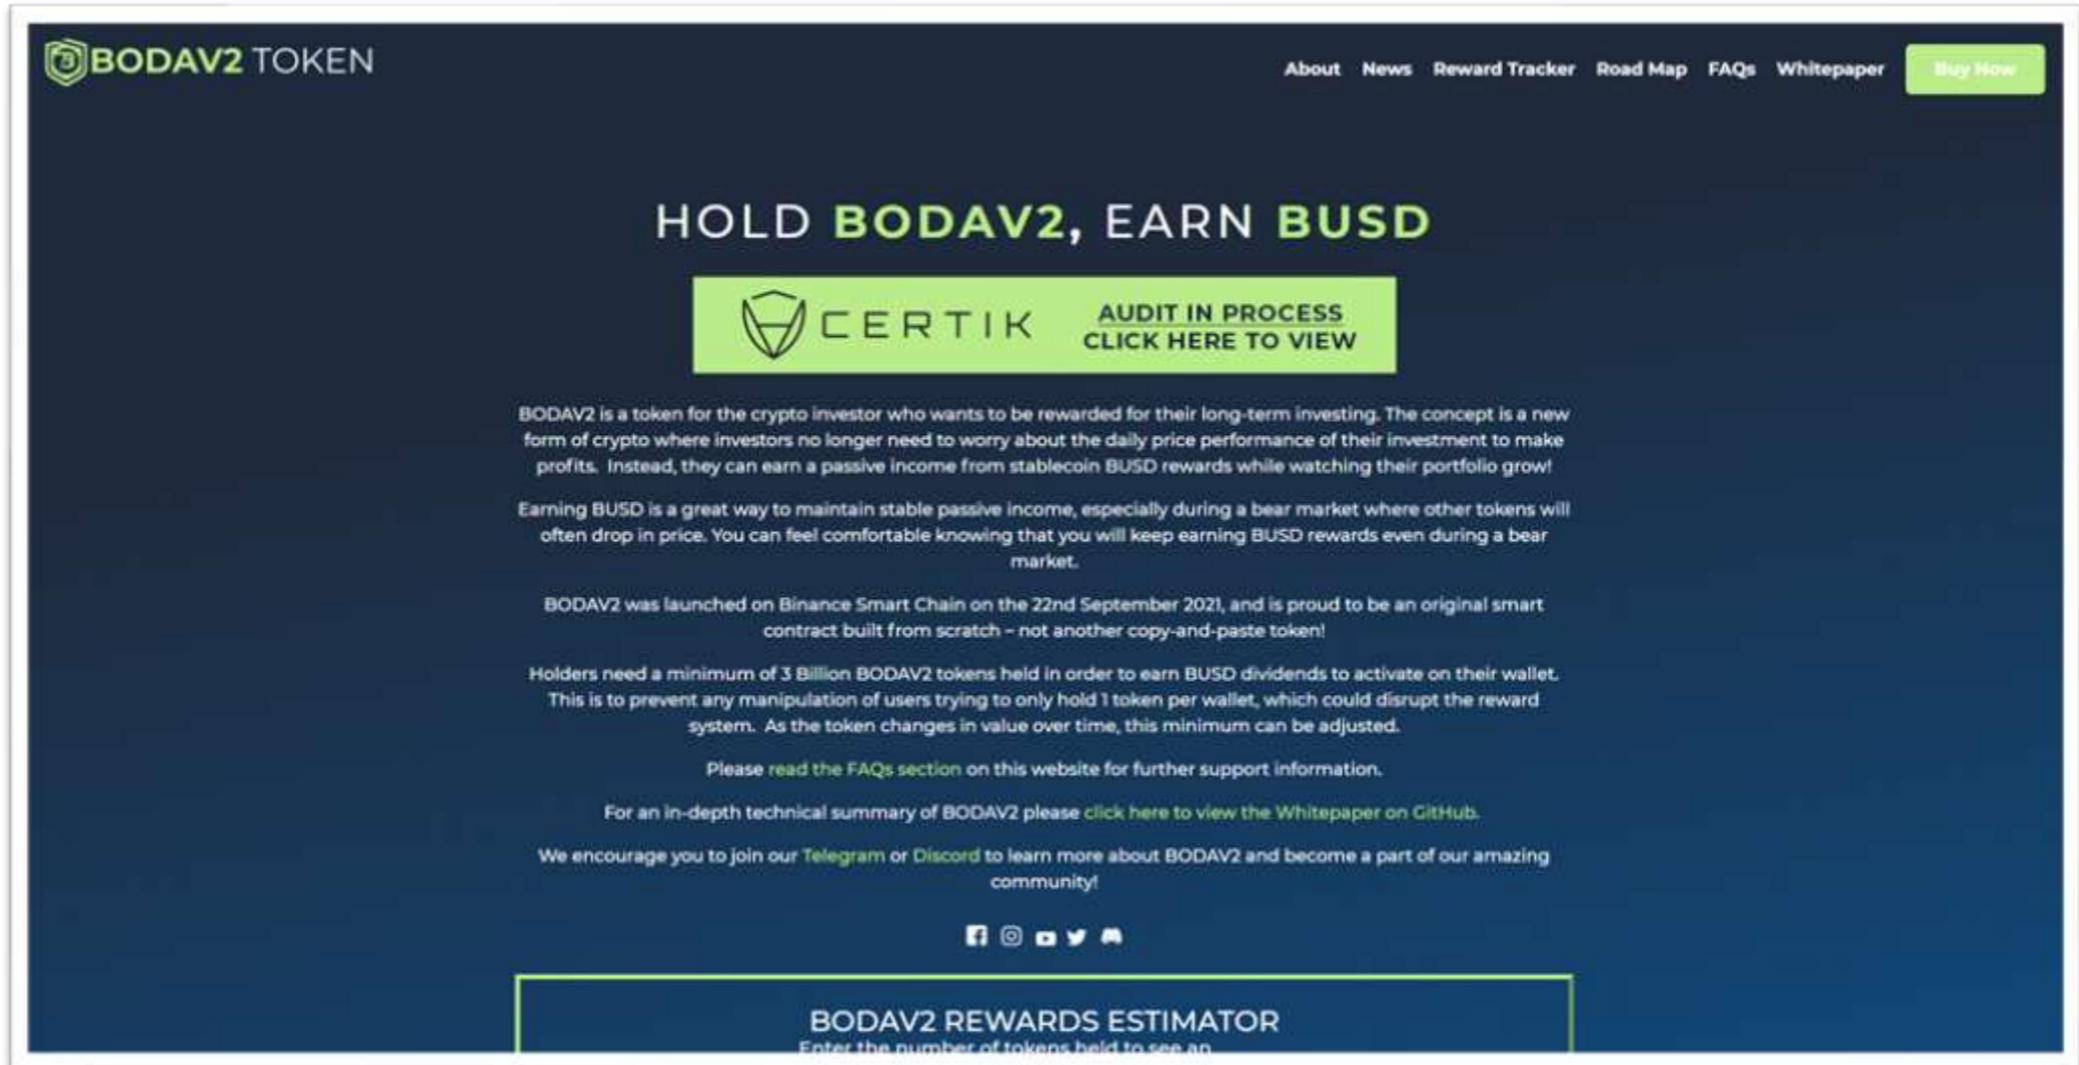 BODAV2 TOKEN
About News Reward Tracker Road Map FAQs Whitepaper Buy Now
HOLD BODAV2, EARN BUSD
CERTIK
AUDIT IN PROCESS
CLICK HERE TO VIEW
BODAV2 is a token for the crypto investor who wants to be rewarded for their long-term investing. The concept is a new
form of crypto where investors no longer need to worry about the daily price performance of their investment to make
profits. Instead, they can earn a passive income from stablecoin BUSD rewards while watching their portfolio grow!
Earning BUSD is a great way to maintain stable passive income, especially during a bear market where other tokens will
often drop in price. You can feel comfortable knowing that you will keep earning BUSD rewards even during a bear
market.
BODAV2 was launched on Binance Smart Chain on the 22nd September 2021, and is proud to be an original smart
contract built from scratch – not another copy-and-paste token!
Holders need a minimum of 3 Billion BODAV2 tokens held in order to earn BUSD dividends to activate on their wallet.
This is to prevent any manipulation of users trying to only hold 1 token per wallet, which could disrupt the reward
system. As the token changes in value over time, this minimum can be adjusted.
Please read the FAQs section on this website for further support information.
For an in-depth technical summary of BODAV2 please click here to view the Whitepaper on GitHub.
We encourage you to join our Telegram or Discord to learn more about BODAV2 and become a part of our amazing
community!
BODAV2 REWARDS ESTIMATOR
Enter the number of tokens held to see an